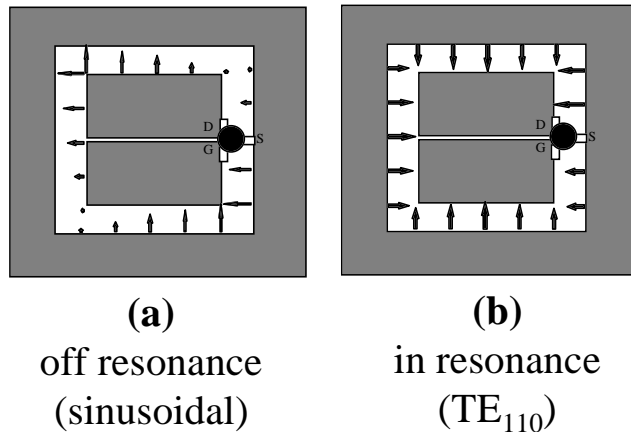 D
G
S
D
G
S
(a)
off resonance
(sinusoidal)
(b)
in resonance
(TE₁₁₀)